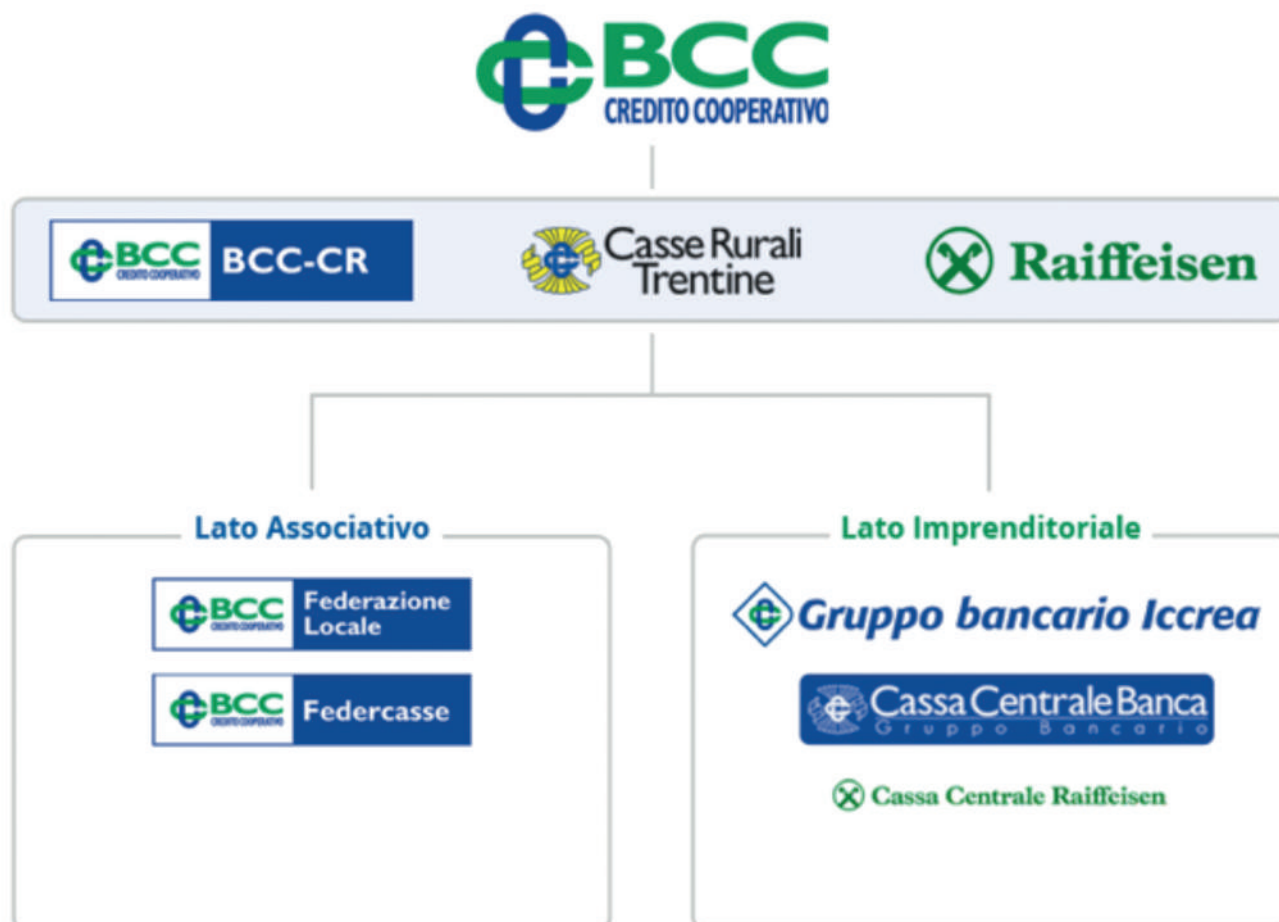 BCC
CREDITO COOPERATIVO
BCC
CREDITO COOPERATIVO
BCC-CR
Casse Rurali
Trentine
Raiffeisen
Lato Associativo
Lato Imprenditoriale
BCC
CREDITO COOPERATIVO
Federazione
Locale
BCC
CREDITO COOPERATIVO
Federcasse
Gruppo bancario Iccrea
Cassa Centrale Banca
Gruppo Bancario
Cassa Centrale Raiffeisen